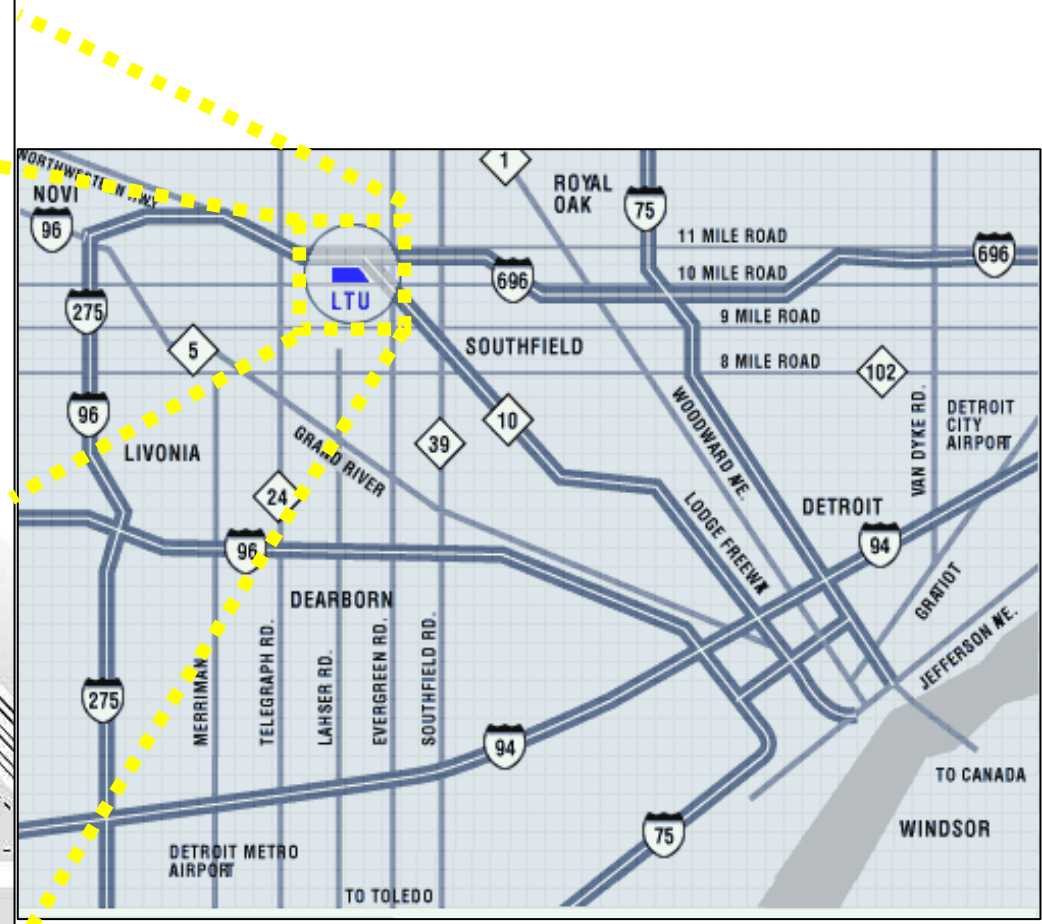 1
NORTHWESTERN HWY
ROYAL
OAK
NOVI
75
96
11 MILE ROAD
696
10 MILE ROAD
696
LTU
275
9 MILE ROAD
SOUTHFIELD
5
8 MILE ROAD
102
96
10
WOODWARD
VAN DYKE RD.
DETROIT
CITY
AIRPORT
39
LIVONIA
GRAND RIVER
24
LODGE
DETROIT
94
96
DEARBORN
GRATIOT
JEFFERSON
MERRIMAN
TELEGRAPH RD.
LAHSER RD.
EVERGREEN RD.
SOUTHFIELD RD.
275
94
TO CANADA
75
WINDSOR
DETROIT METRO
AIRPORT
TO TOLEDO